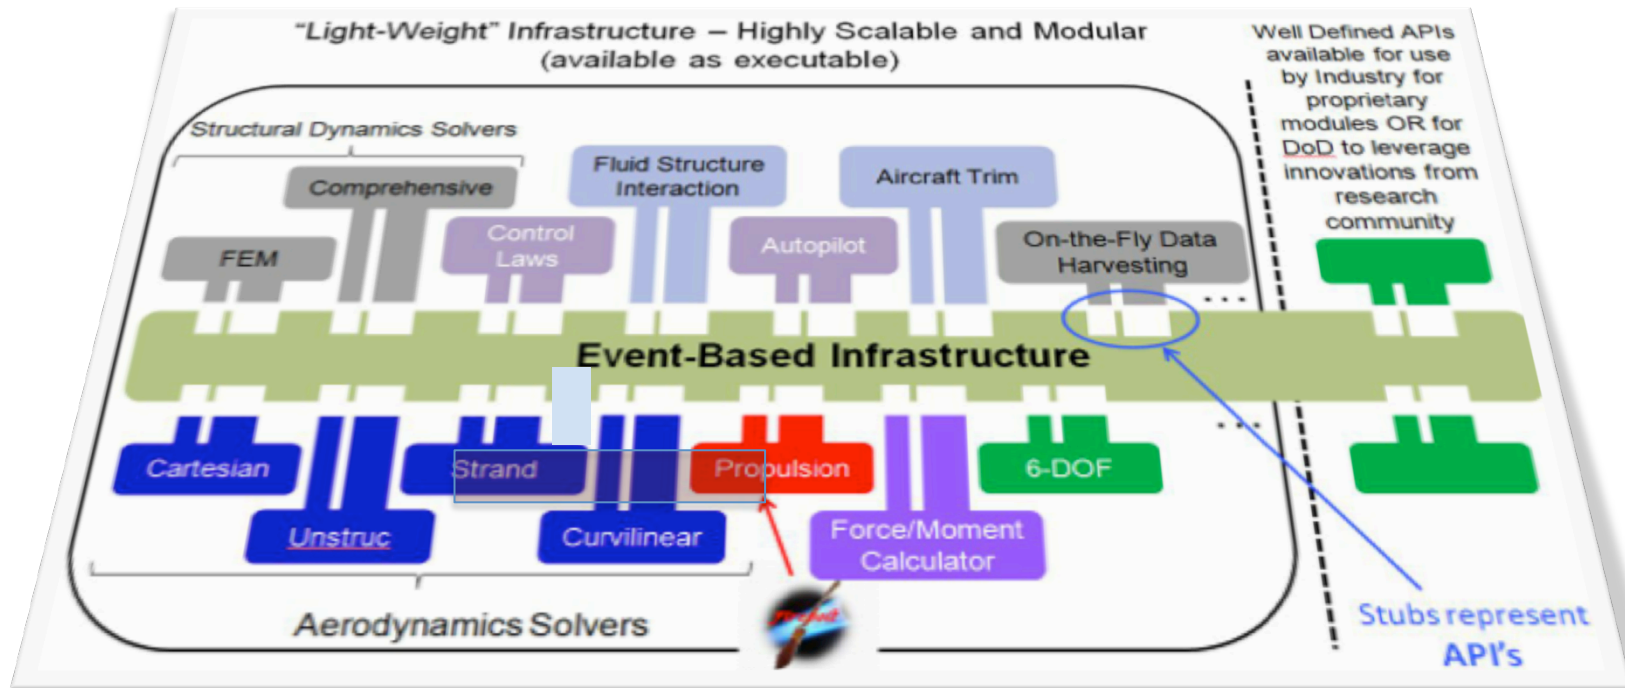 “Light-Weight” Infrastructure – Highly Scalable and Modular
(available as executable)
Well Defined APIs
available for use
by Industry for
proprietary
modules OR for
DoD to leverage
innovations from
research
community
Structural Dynamics Solvers
Comprehensive
Fluid Structure
Interaction
Aircraft Trim
FEM
Control
Laws
Autopilot
On-the-Fly Data
Harvesting
...
Event-Based Infrastructure
...
Cartesian
Strand
Propulsion
6-DOF
Unstruc
Curvilinear
Force/Moment
Calculator
Aerodynamics Solvers
Stubs represent
API’s